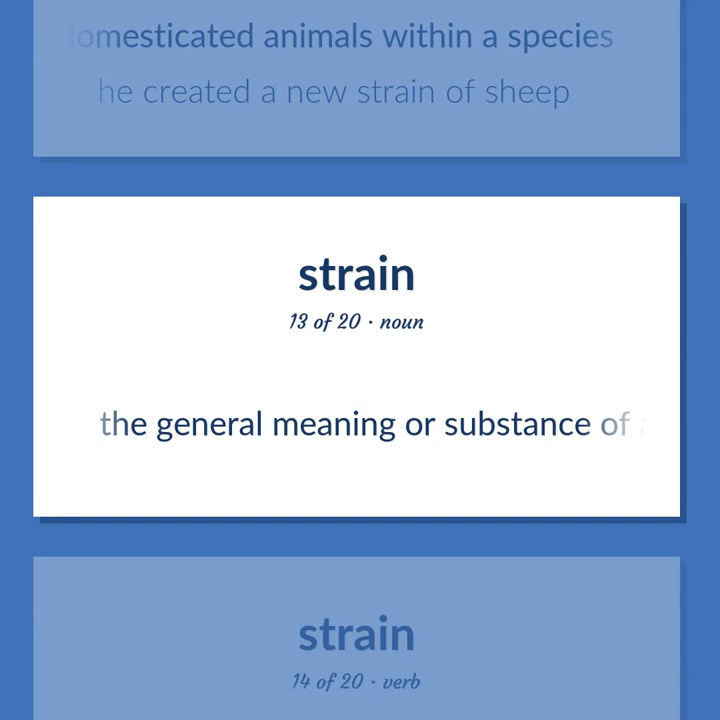 domesticated animals within a species
he created a new strain of sheep
strain
13 of 20 · noun
the general meaning or substance of
strain
14 of 20 · verb